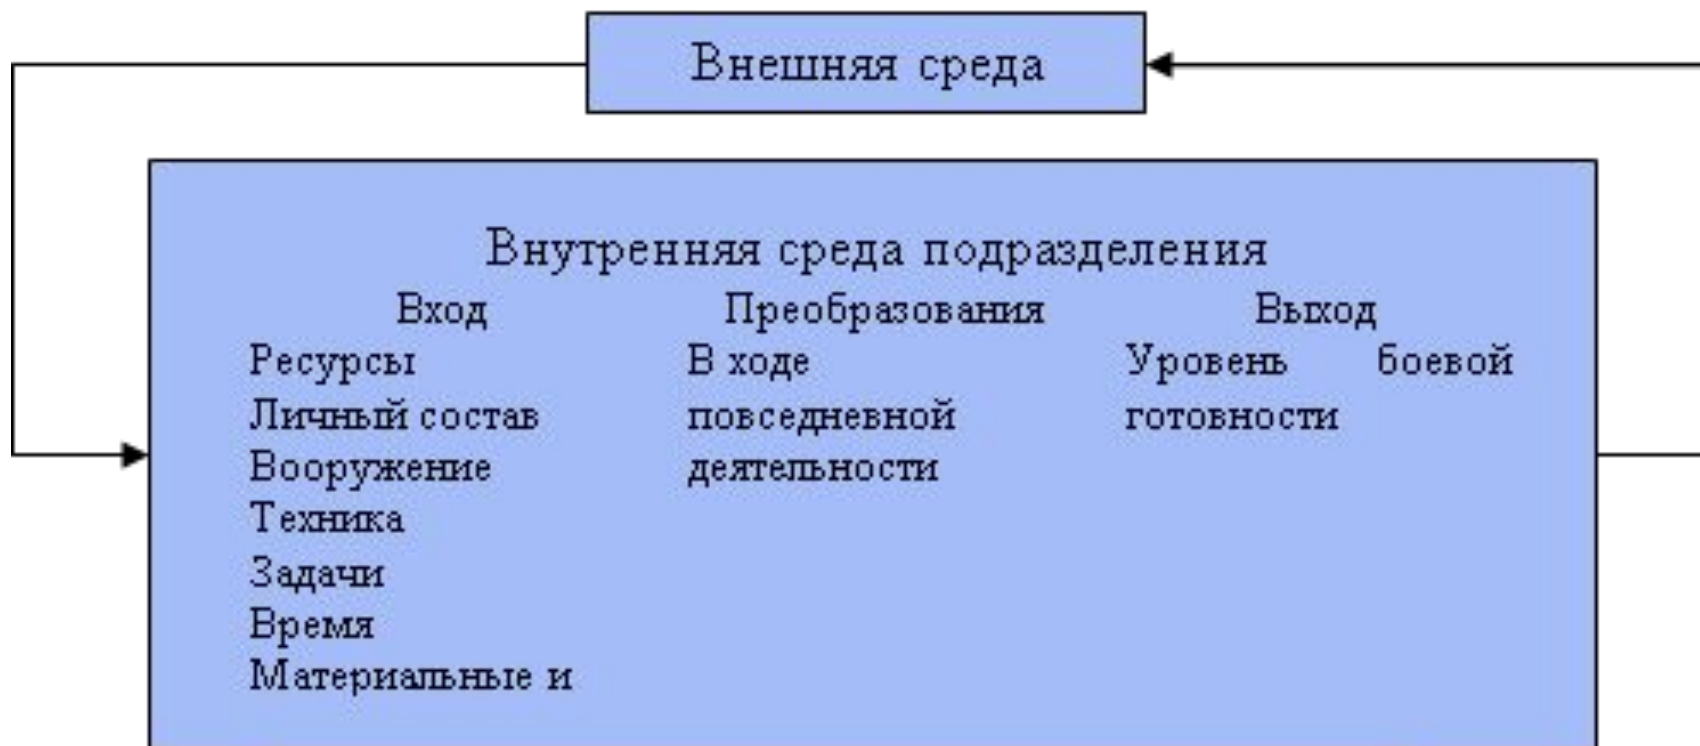 Внешняя среда
Внутренняя среда подразделения
Вход
Ресурсы
Личный состав
Вооружение
Техника
Задачи
Время
Материальные и
Преобразования
В ходе
повседневной
деятельности
Выход
Уровень боевой
готовности